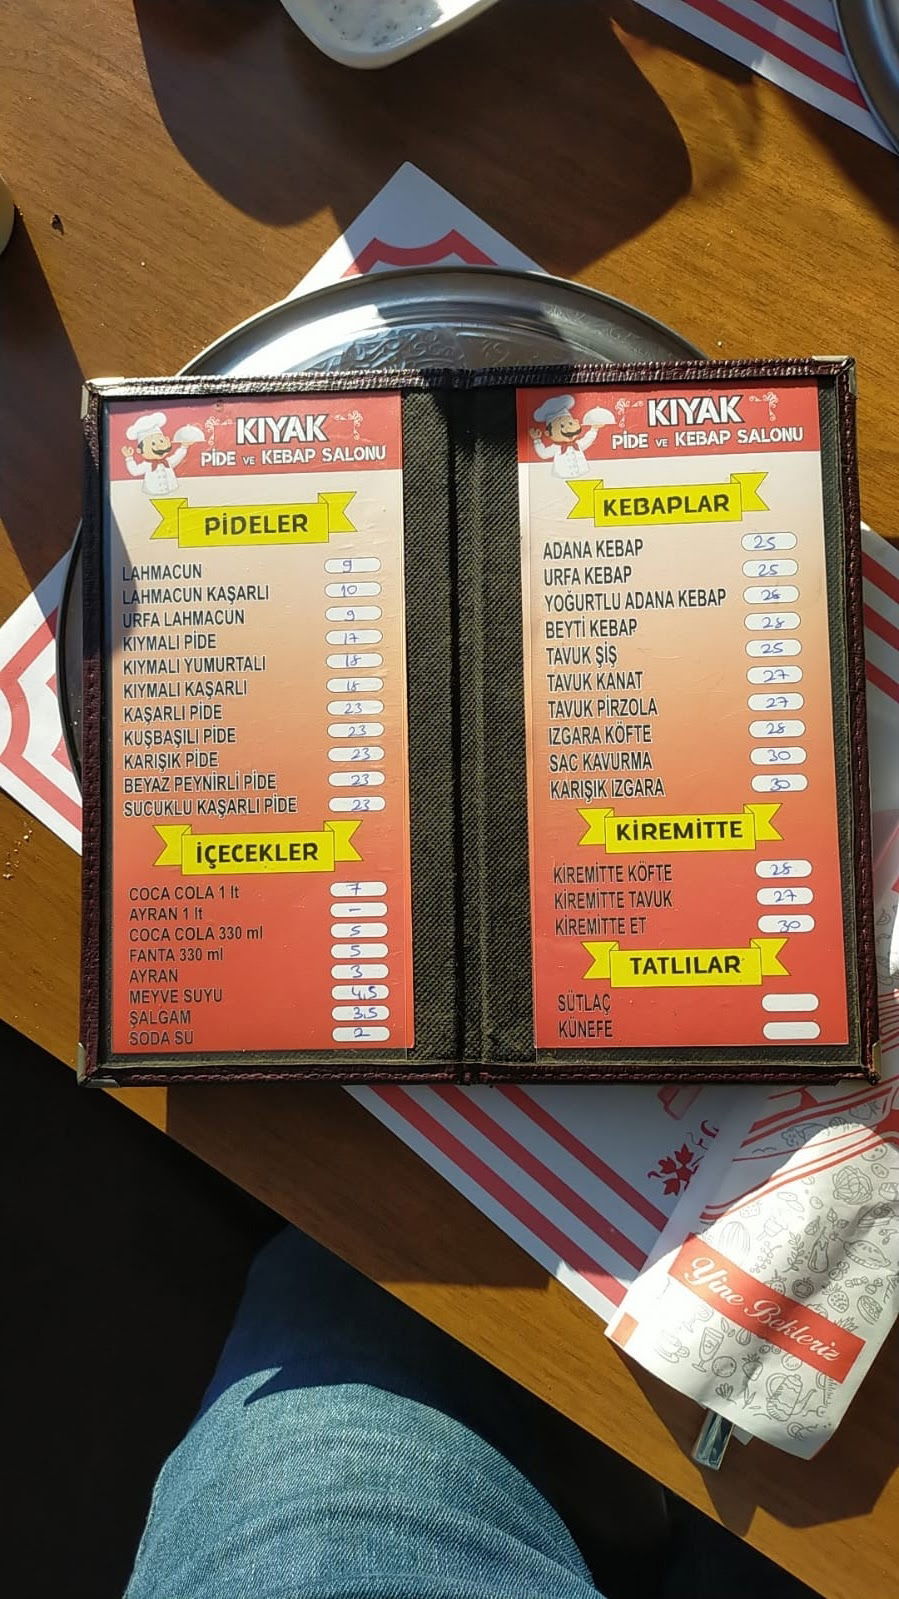 KIYAK
PİDE VE KEBAP SALONU
PİDELER
LAHMACUN 9
LAHMACUN KAŞARLI 10
URFA LAHMACUN 9
KIYMALI PİDE 17
KIYMALI YUMURTALI 18
KIYMALI KAŞARLI 18
KAŞARLI PİDE 23
KUŞBAŞILI PİDE 23
KARIŞIK PİDE 23
BEYAZ PEYNİRLİ PİDE 23
SUCUKLU KAŞARLI PİDE 23
İÇECEKLER
COCA COLA 1 lt 7
AYRAN 1 lt –
COCA COLA 330 ml 5
FANTA 330 ml 5
AYRAN 3
MEYVE SUYU 4,5
ŞALGAM 3,5
SODA SU 2
KIYAK
PİDE VE KEBAP SALONU
KEBAPLAR
ADANA KEBAP 25
URFA KEBAP 25
YOĞURTLU ADANA KEBAP 28
BEYTİ KEBAP 28
TAVUK ŞİŞ 25
TAVUK KANAT 27
TAVUK PİRZOLA 27
IZGARA KÖFTE 28
SAC KAVURMA 30
KARIŞIK IZGARA 30
KİREMİTTE
KİREMİTTE KÖFTE 28
KİREMİTTE TAVUK 27
KİREMİTTE ET 30
TATLILAR
SÜTLAÇ
KÜNEFE
Yine Bekleriz